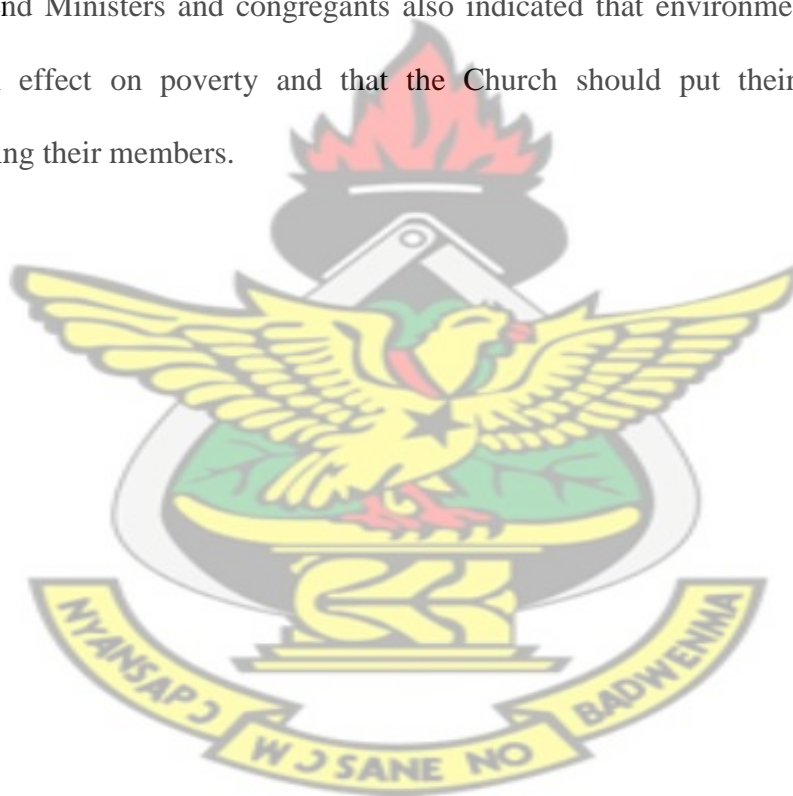 nd Ministers and congregants also indicated that environme
effect on poverty and that the Church should put their
ing their members.
NYANSAPƆ
WƆSANE NO
BADWENMA